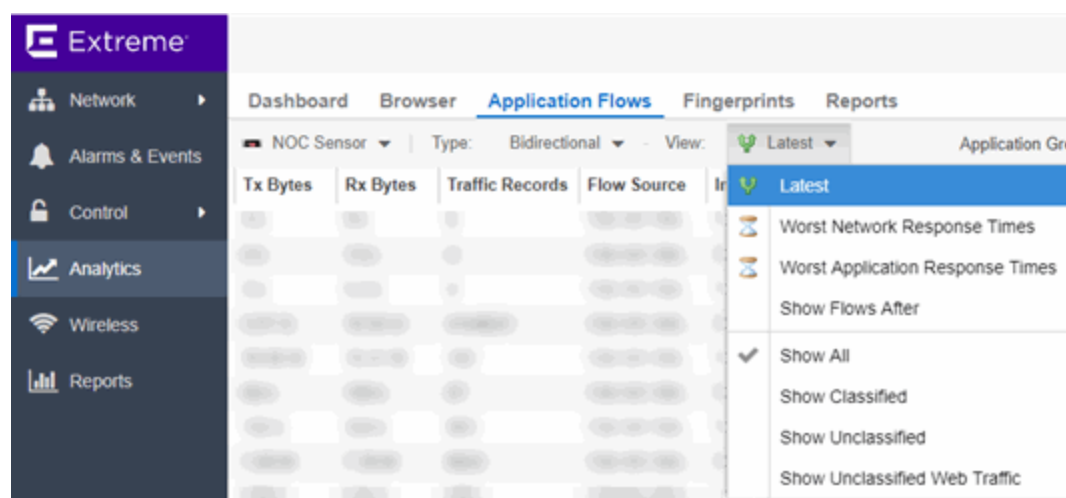 Extreme
Network
Alarms & Events
Control
Analytics
Wireless
Reports
Dashboard Browser Application Flows Fingerprints Reports
NOC Sensor Type: Bidirectional View: Latest Application Gr
Tx Bytes Rx Bytes Traffic Records Flow Source
Latest
Worst Network Response Times
Worst Application Response Times
Show Flows After
Show All
Show Classified
Show Unclassified
Show Unclassified Web Traffic